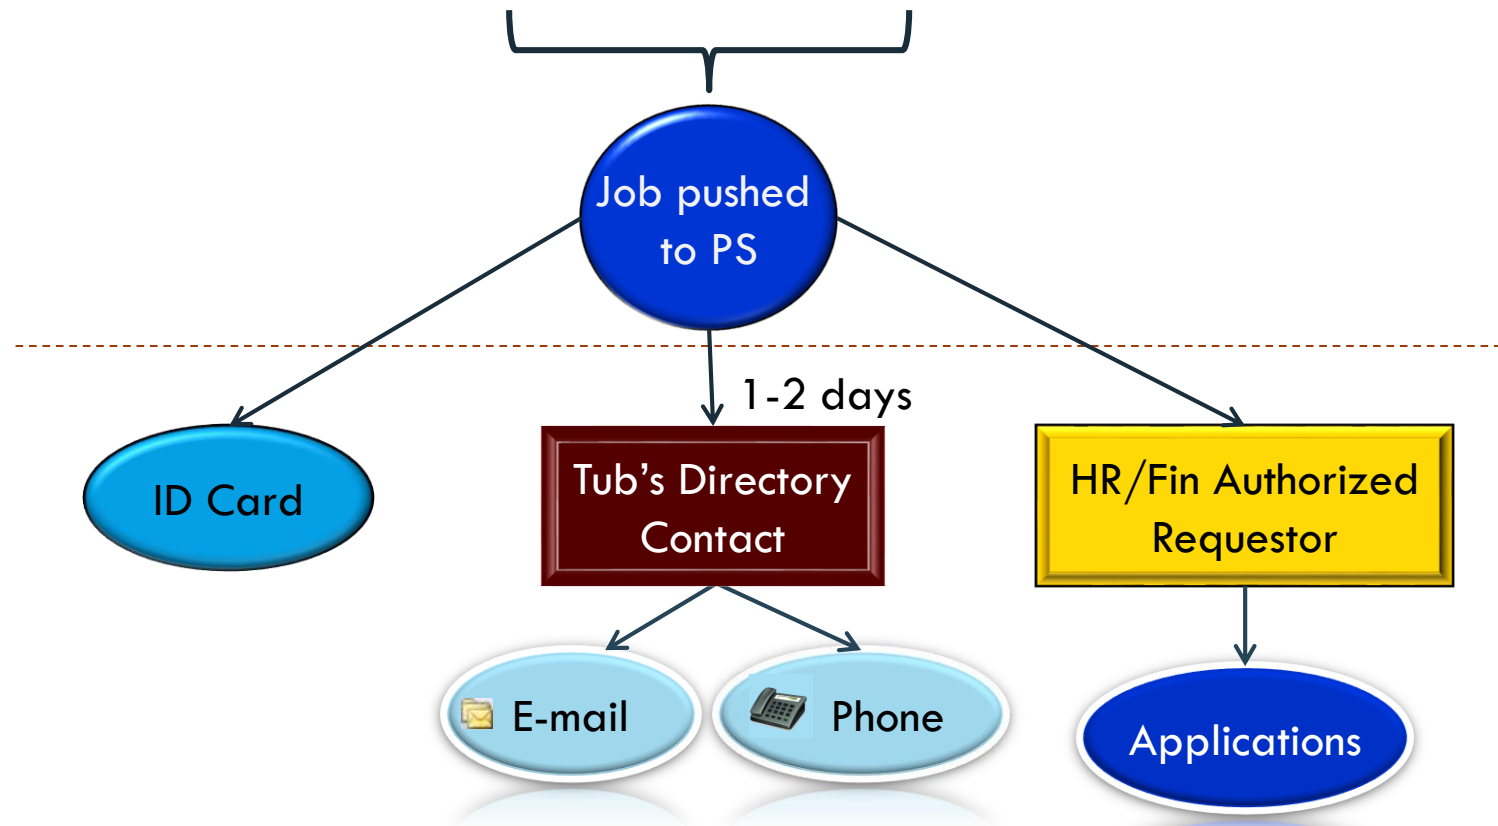 Job pushed
to PS
1-2 days
ID Card
Tub's Directory
Contact
HR/Fin Authorized
Requestor
E-mail
Phone
Applications